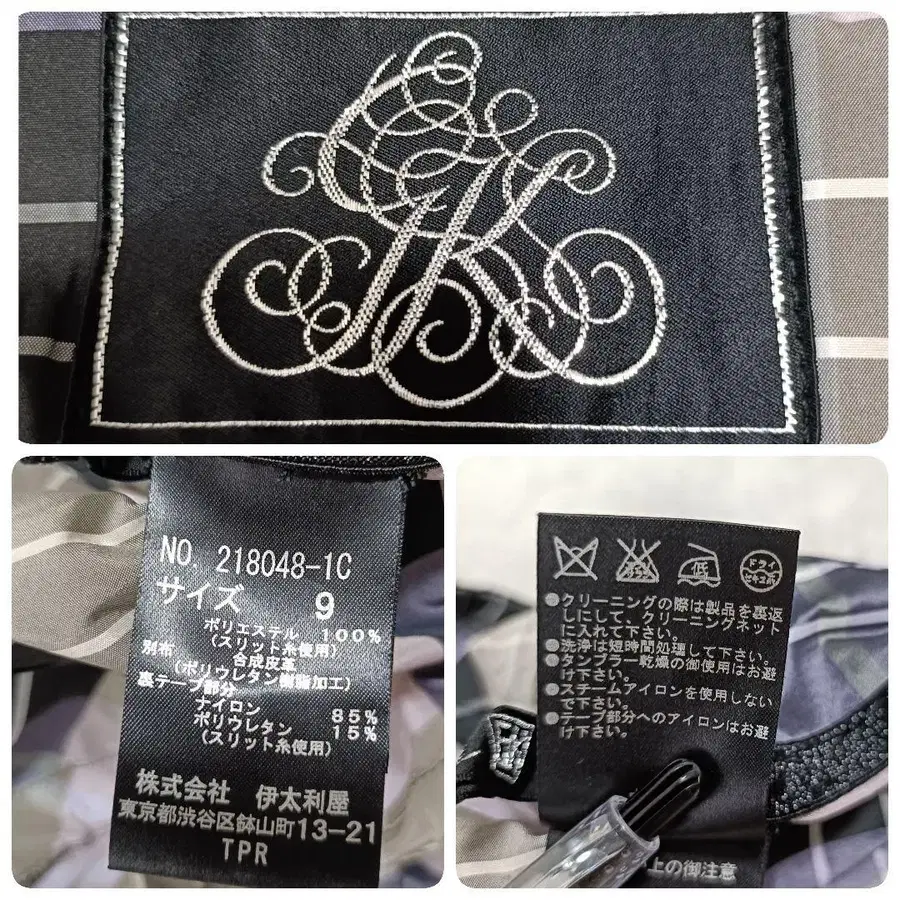 NO. 218048-1C
サイズ 9
ポリエステル 100%
(スリット糸使用)
別布 合成皮革
(ポリウレタン樹脂加工)
裏テープ部分
ナイロン 85%
ポリウレタン 15%
(スリット糸使用)
株式会社 伊太利屋
東京都渋谷区鉢山町13-21
TPR
低
ドライ
セキユ系
●クリーニングの際は製品を裏返
しにして、クリーニングネット
に入れて下さい。
●洗浄は短時間処理して下さい。
●タンブラー乾燥の御使用はお避
け下さい。
●スチームアイロンを使用しない
で下さい。
●テープ部分へのアイロンはお避
け下さい。
上の御注意